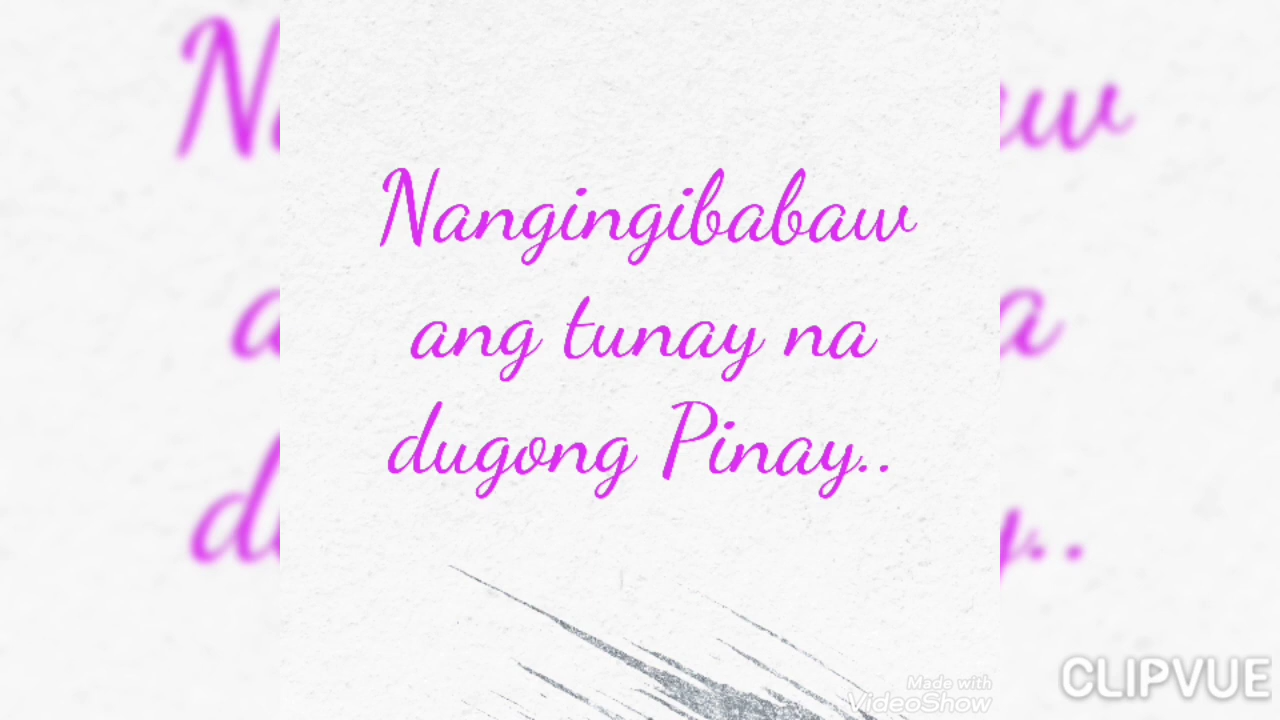 Nangingibabaw
ang tunay na
dugong Pinay..
Made with
VideoShow
CLIPVUE